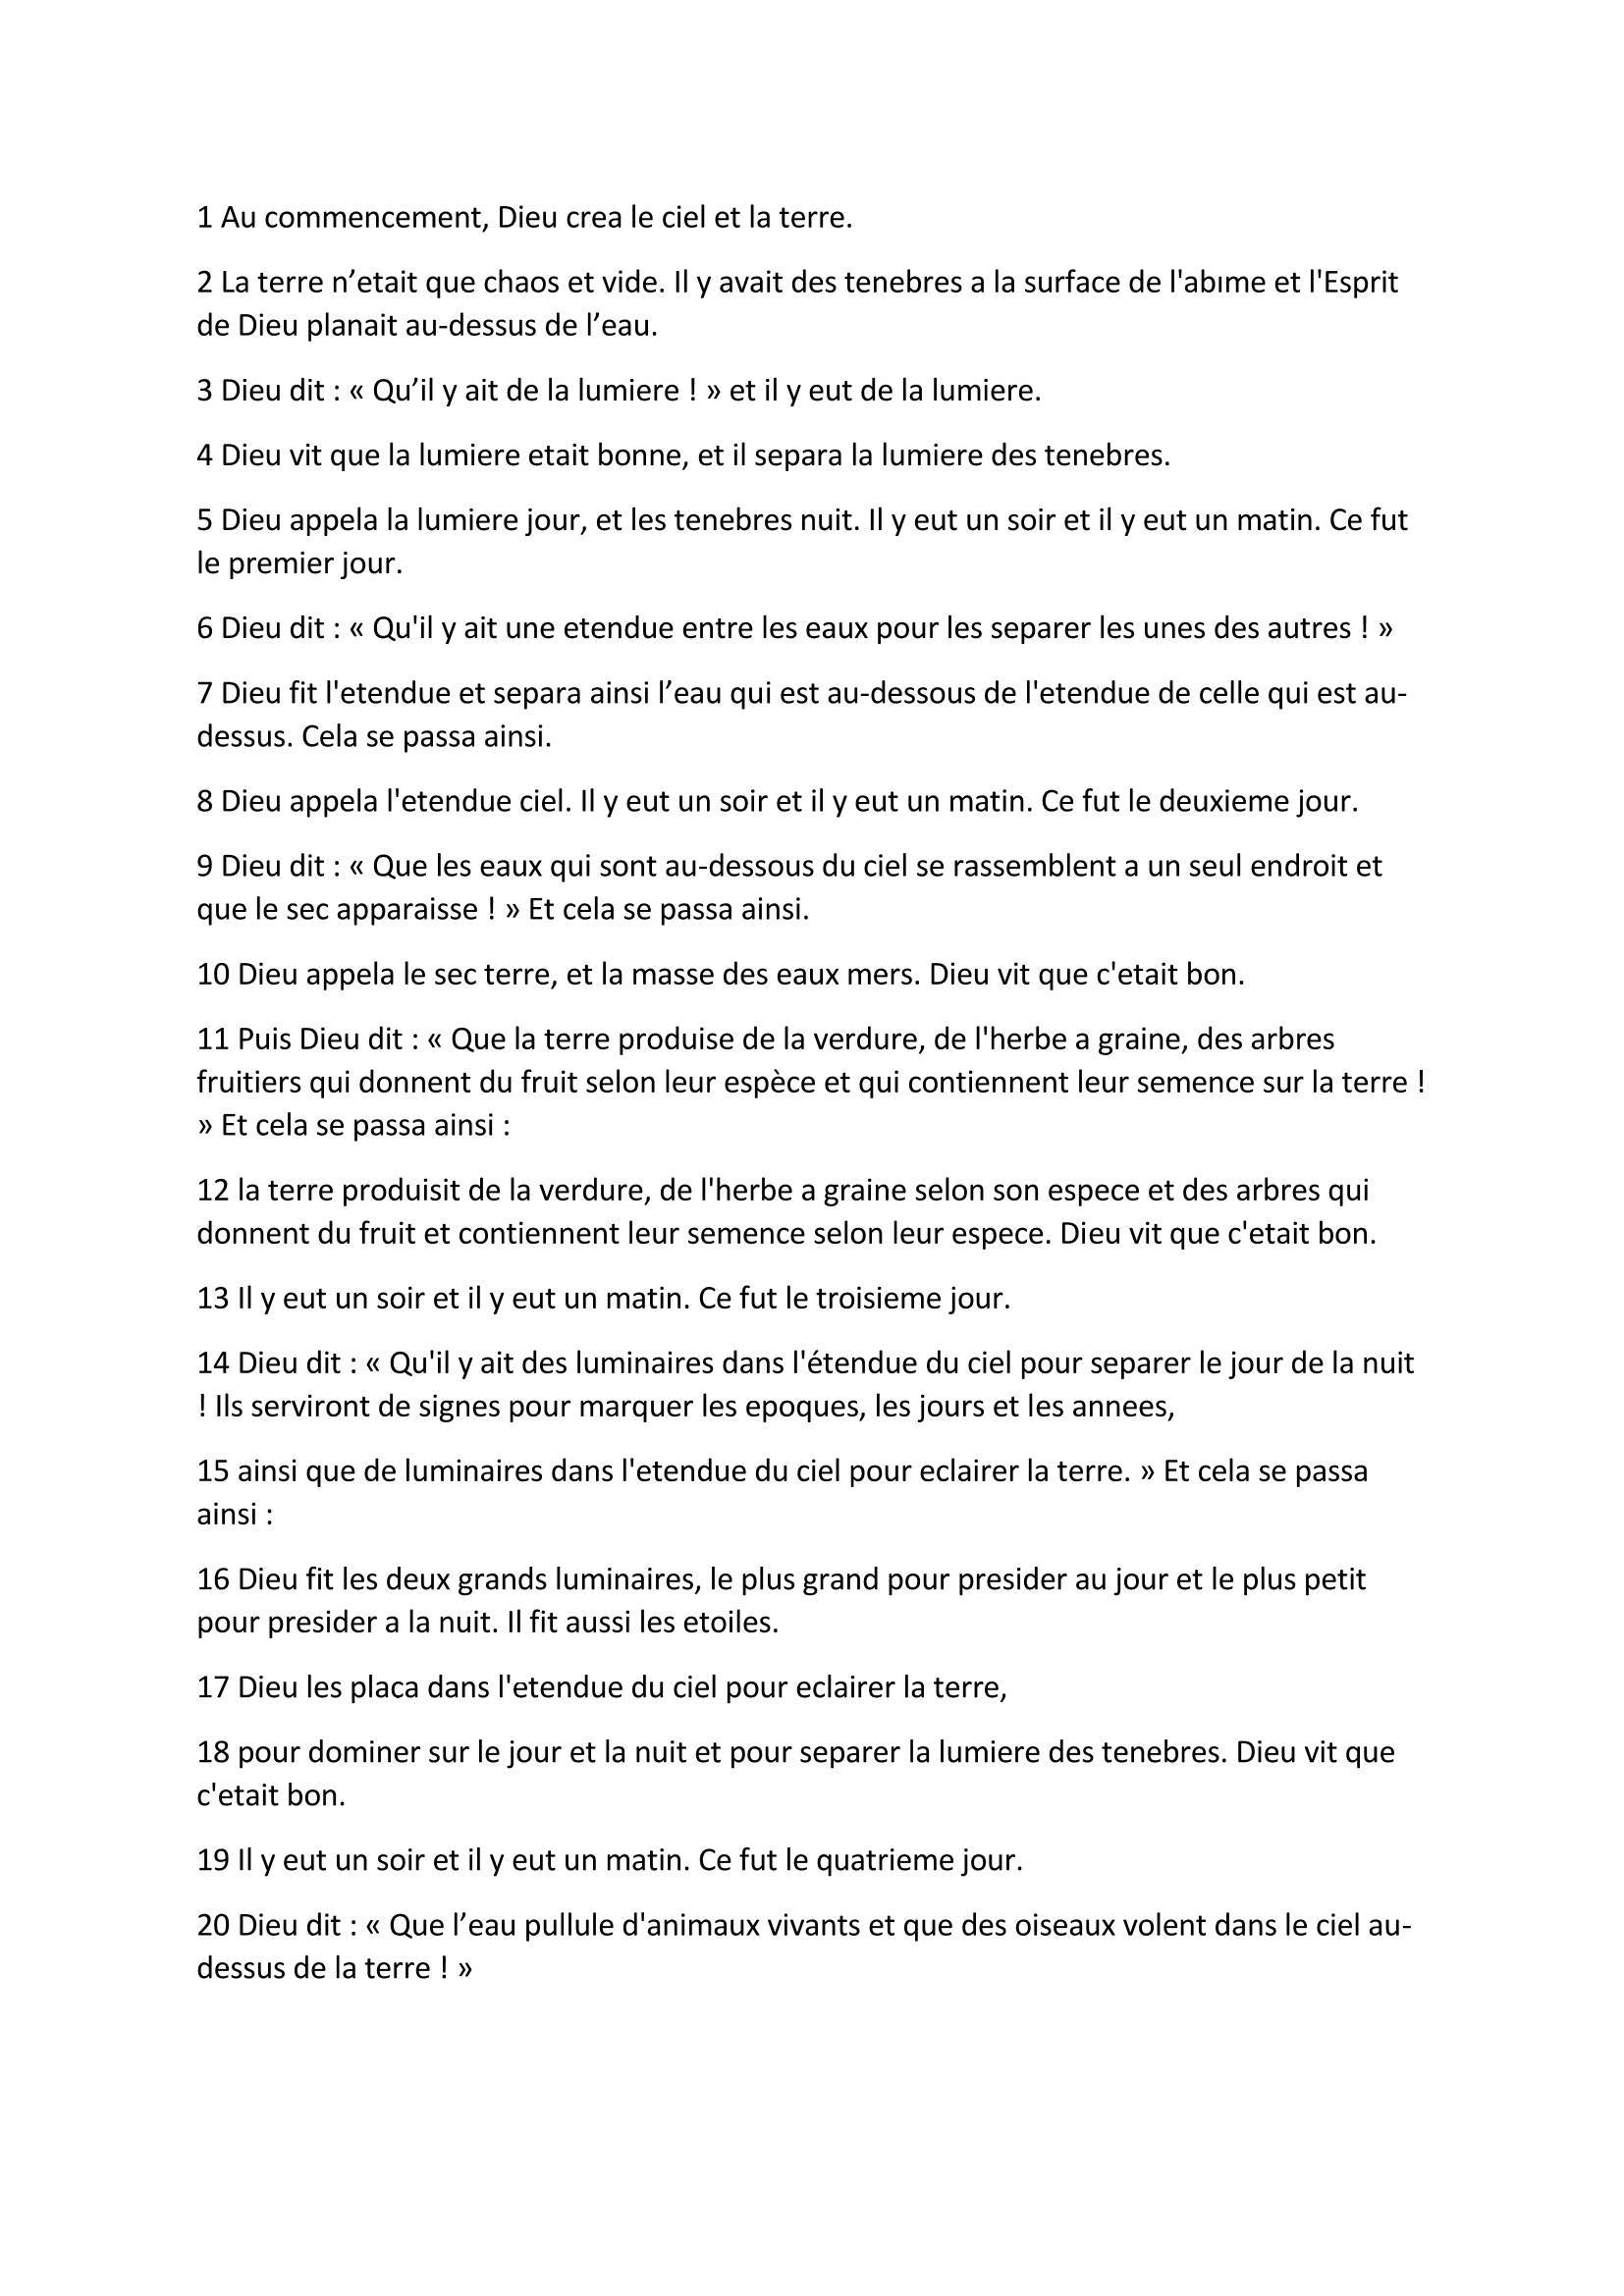 1 Au commencement, Dieu crea le ciel et la terre.
2 La terre n’etait que chaos et vide. Il y avait des tenebres a la surface de l'abıme et l'Esprit
de Dieu planait au-dessus de l’eau.
3 Dieu dit : « Qu’il y ait de la lumiere ! » et il y eut de la lumiere.
4 Dieu vit que la lumiere etait bonne, et il separa la lumiere des tenebres.
5 Dieu appela la lumiere jour, et les tenebres nuit. Il y eut un soir et il y eut un matin. Ce fut
le premier jour.
6 Dieu dit : « Qu'il y ait une etendue entre les eaux pour les separer les unes des autres ! »
7 Dieu fit l'etendue et separa ainsi l’eau qui est au-dessous de l'etendue de celle qui est au-
dessus. Cela se passa ainsi.
8 Dieu appela l'etendue ciel. Il y eut un soir et il y eut un matin. Ce fut le deuxieme jour.
9 Dieu dit : « Que les eaux qui sont au-dessous du ciel se rassemblent a un seul endroit et
que le sec apparaisse ! » Et cela se passa ainsi.
10 Dieu appela le sec terre, et la masse des eaux mers. Dieu vit que c'etait bon.
11 Puis Dieu dit : « Que la terre produise de la verdure, de l'herbe a graine, des arbres
fruitiers qui donnent du fruit selon leur espèce et qui contiennent leur semence sur la terre !
» Et cela se passa ainsi :
12 la terre produisit de la verdure, de l'herbe a graine selon son espece et des arbres qui
donnent du fruit et contiennent leur semence selon leur espece. Dieu vit que c'etait bon.
13 Il y eut un soir et il y eut un matin. Ce fut le troisieme jour.
14 Dieu dit : « Qu'il y ait des luminaires dans l'étendue du ciel pour separer le jour de la nuit
! Ils serviront de signes pour marquer les epoques, les jours et les annees,
15 ainsi que de luminaires dans l'etendue du ciel pour eclairer la terre. » Et cela se passa
ainsi :
16 Dieu fit les deux grands luminaires, le plus grand pour presider au jour et le plus petit
pour presider a la nuit. Il fit aussi les etoiles.
17 Dieu les placa dans l'etendue du ciel pour eclairer la terre,
18 pour dominer sur le jour et la nuit et pour separer la lumiere des tenebres. Dieu vit que
c'etait bon.
19 Il y eut un soir et il y eut un matin. Ce fut le quatrieme jour.
20 Dieu dit : « Que l’eau pullule d'animaux vivants et que des oiseaux volent dans le ciel au-
dessus de la terre ! »